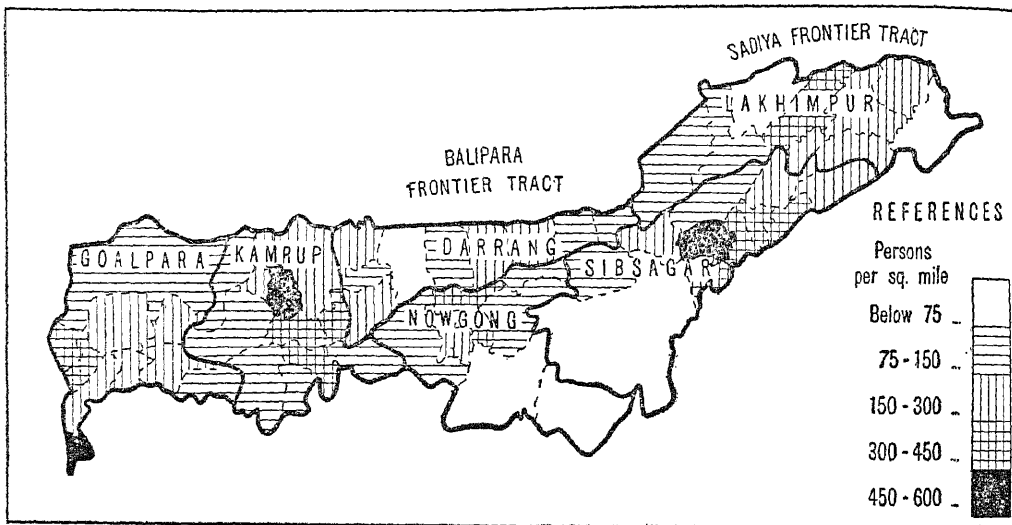 SADIYA FRONTIER TRACT
LAKHIMPUR
BALIPARA
FRONTIER TRACT
GOALPARA
KAMRUP
DARRANG
SIBSAGAR
NOWGONG
REFERENCES
Persons
per sq. mile
Below 75 ..
75-150 ...
150-300 ..
300-450 ..
450-600 ..